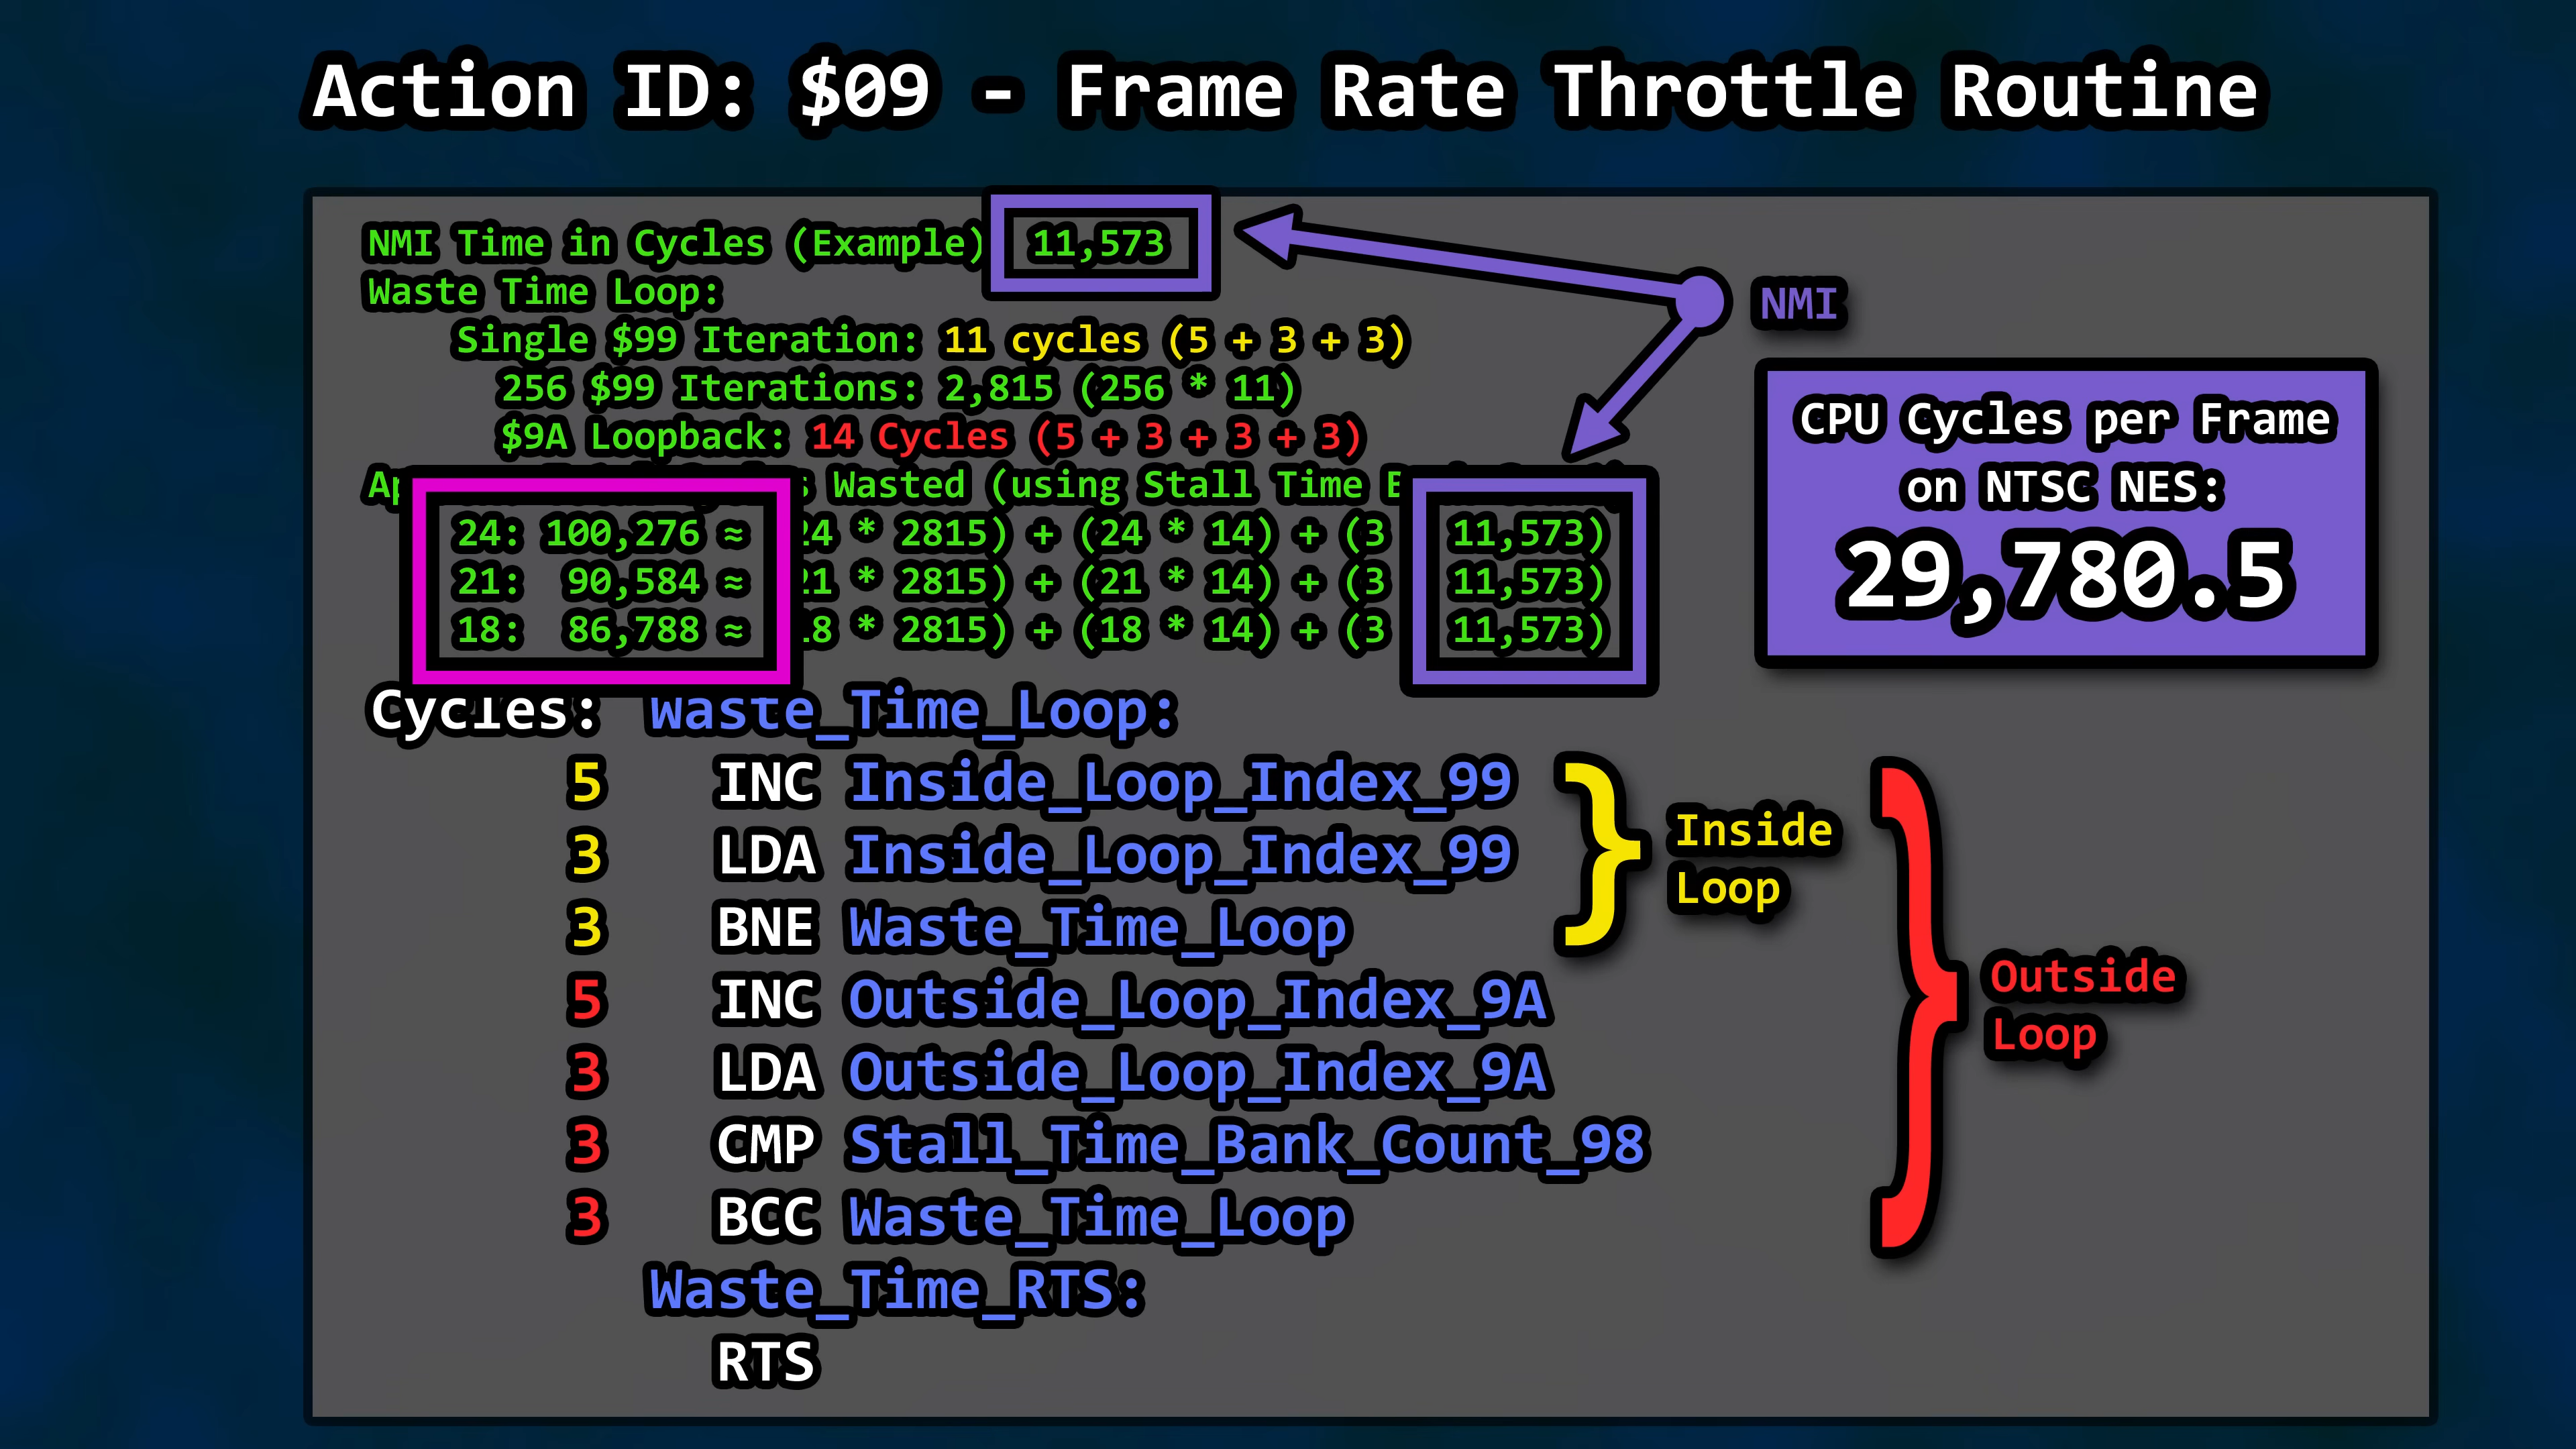 Action ID: $09 - Frame Rate Throttle Routine
NMI Time in Cycles (Example) 11,573
NMI
Waste Time Loop:
Single $99 Iteration: 11 cycles (5 + 3 + 3)
256 $99 Iterations: 2,815 (256 * 11)
$9A Loopback: 14 Cycles (5 + 3 + 3 + 3)
Wasted (using Stall Time
24: 100,276 ≈ 24 * 2815) + (24 * 14) + (3 11,573)
21: 90,584 ≈ 21 * 2815) + (21 * 14) + (3 11,573)
18: 86,788 ≈ 18 * 2815) + (18 * 14) + (3 11,573)
CPU Cycles per Frame
on NTSC NES:
29,780.5
Cycles: Waste_Time_Loop:
5 INC Inside_Loop_Index_99
3 LDA Inside_Loop_Index_99
3 BNE Waste_Time_Loop
Inside
Loop
5 INC Outside_Loop_Index_9A
3 LDA Outside_Loop_Index_9A
3 CMP Stall_Time_Bank_Count_98
3 BCC Waste_Time_Loop
Outside
Loop
Waste_Time_RTS:
RTS